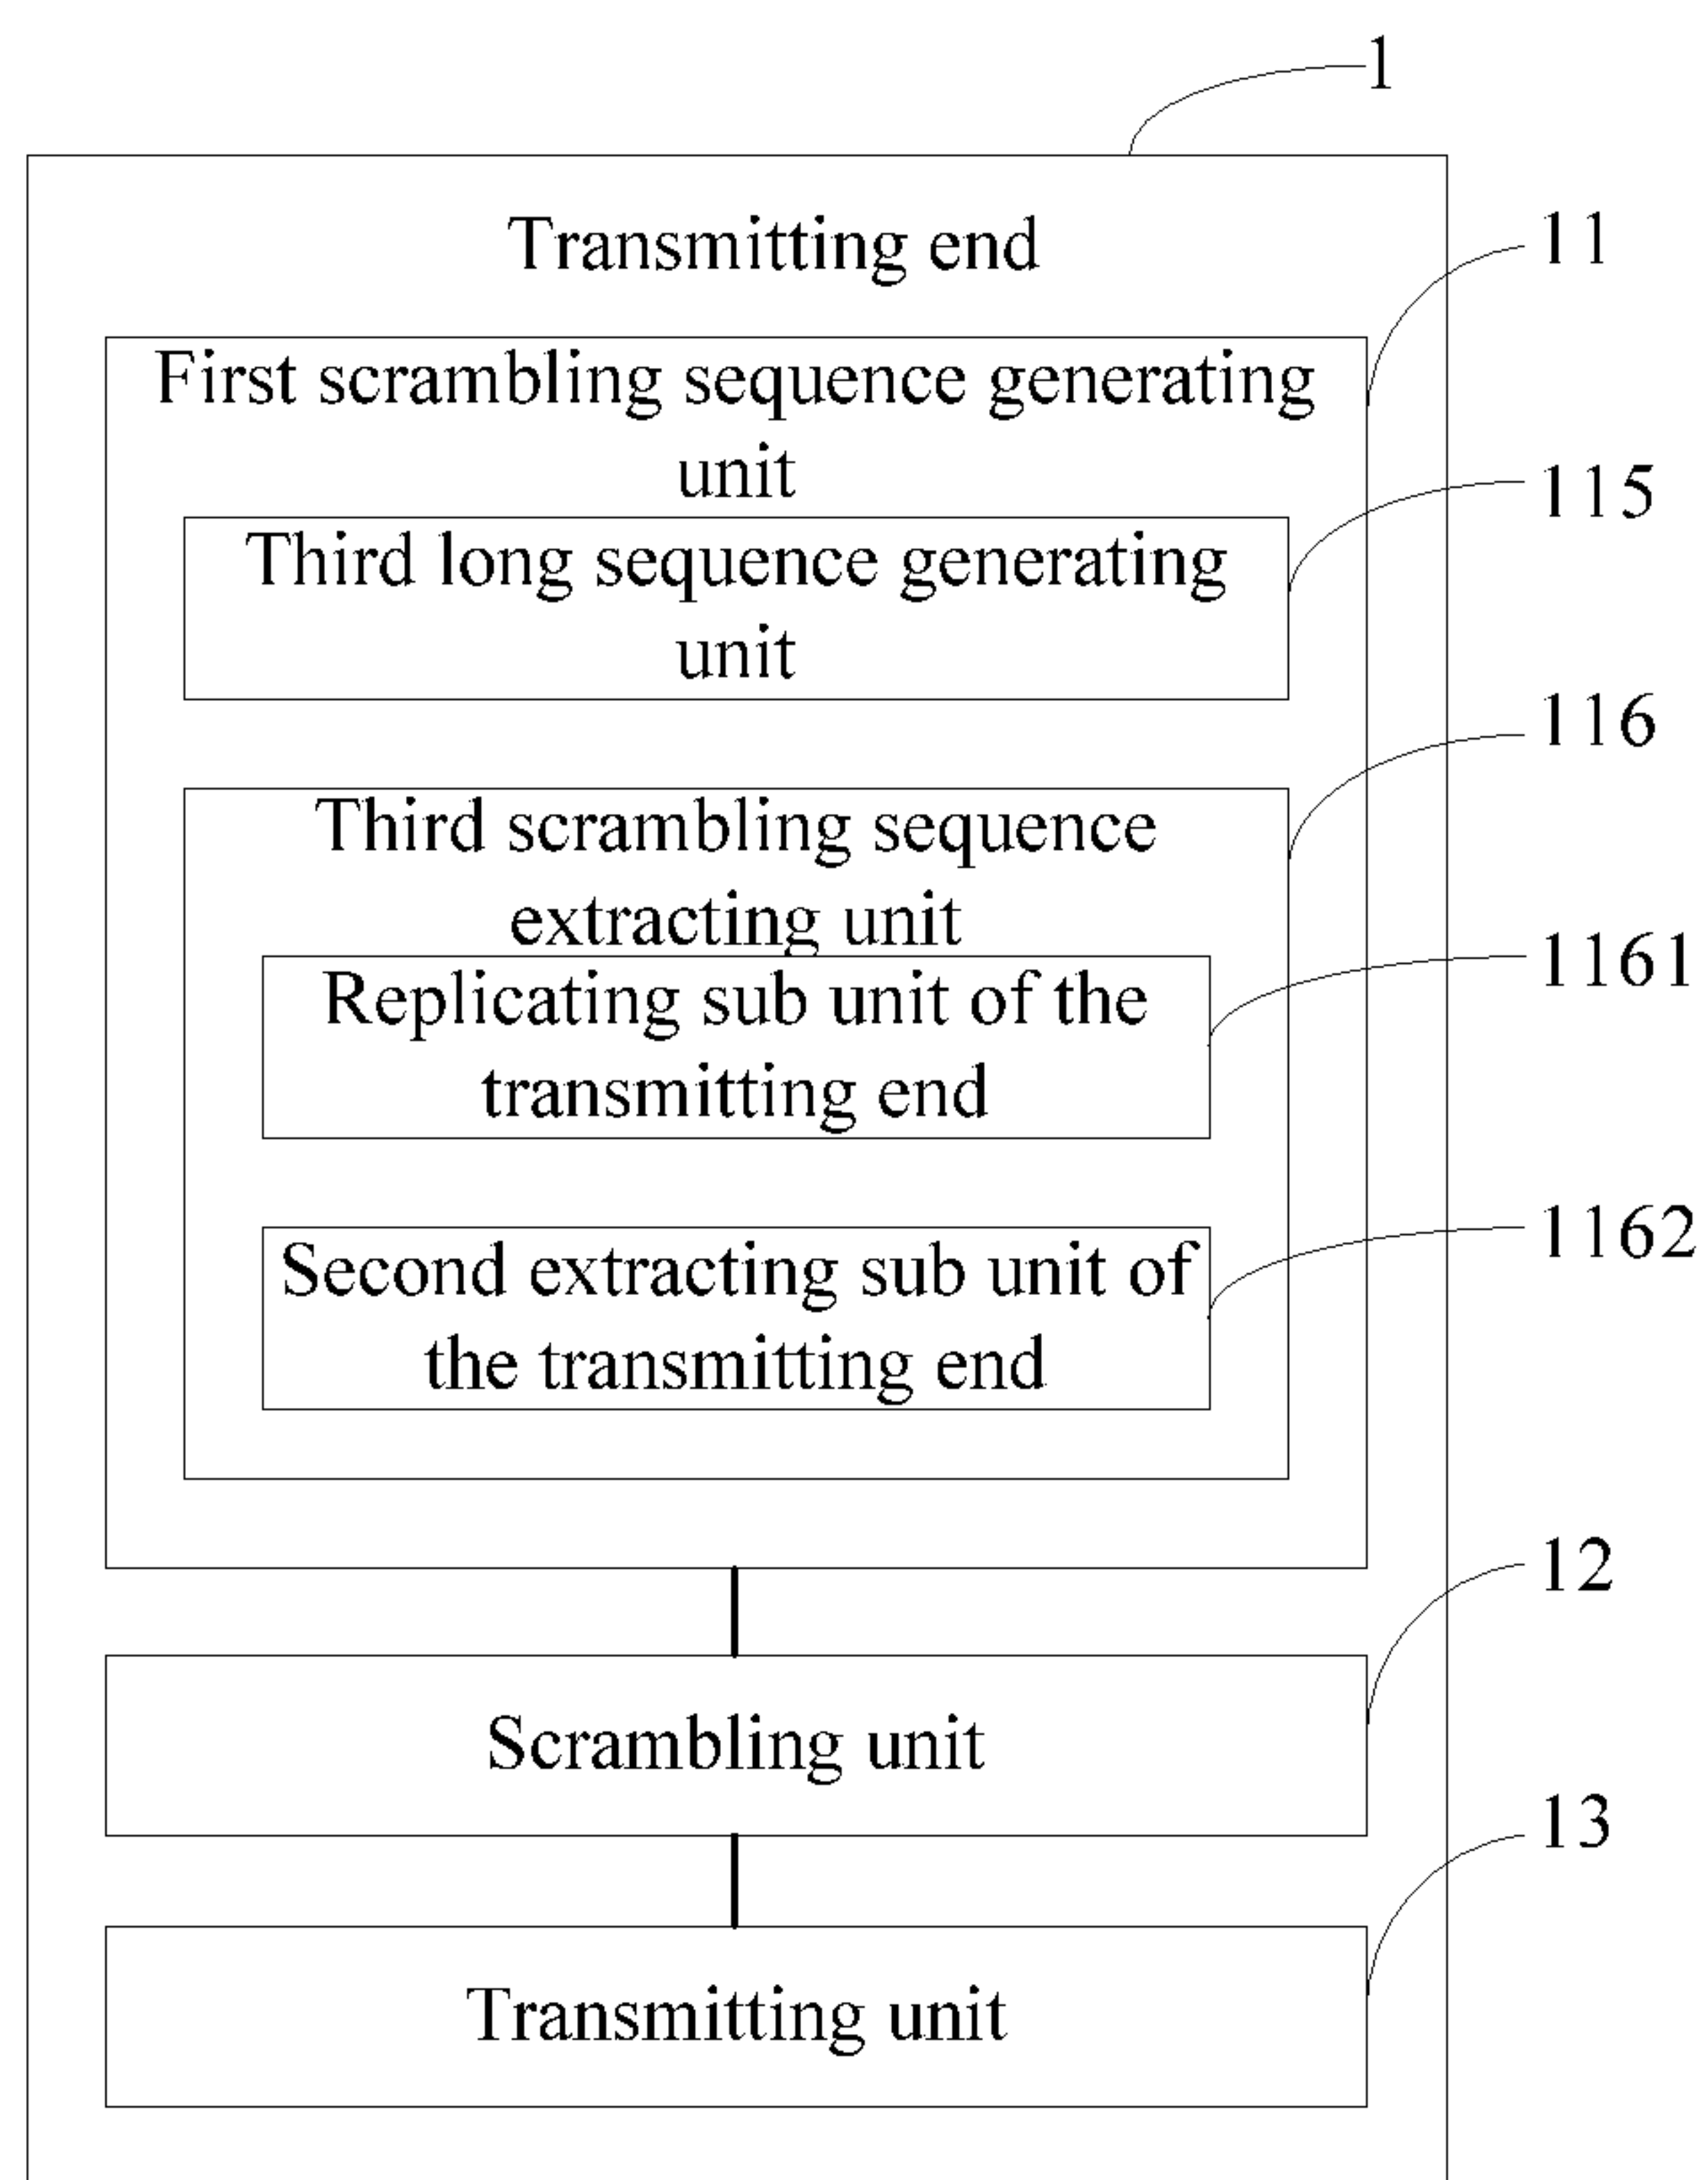 1
Transmitting end
11
First scrambling sequence generating
unit
115
Third long sequence generating
unit
116
Third scrambling sequence
extracting unit
1161
Replicating sub unit of the
transmitting end
1162
Second extracting sub unit of
the transmitting end
12
Scrambling unit
13
Transmitting unit